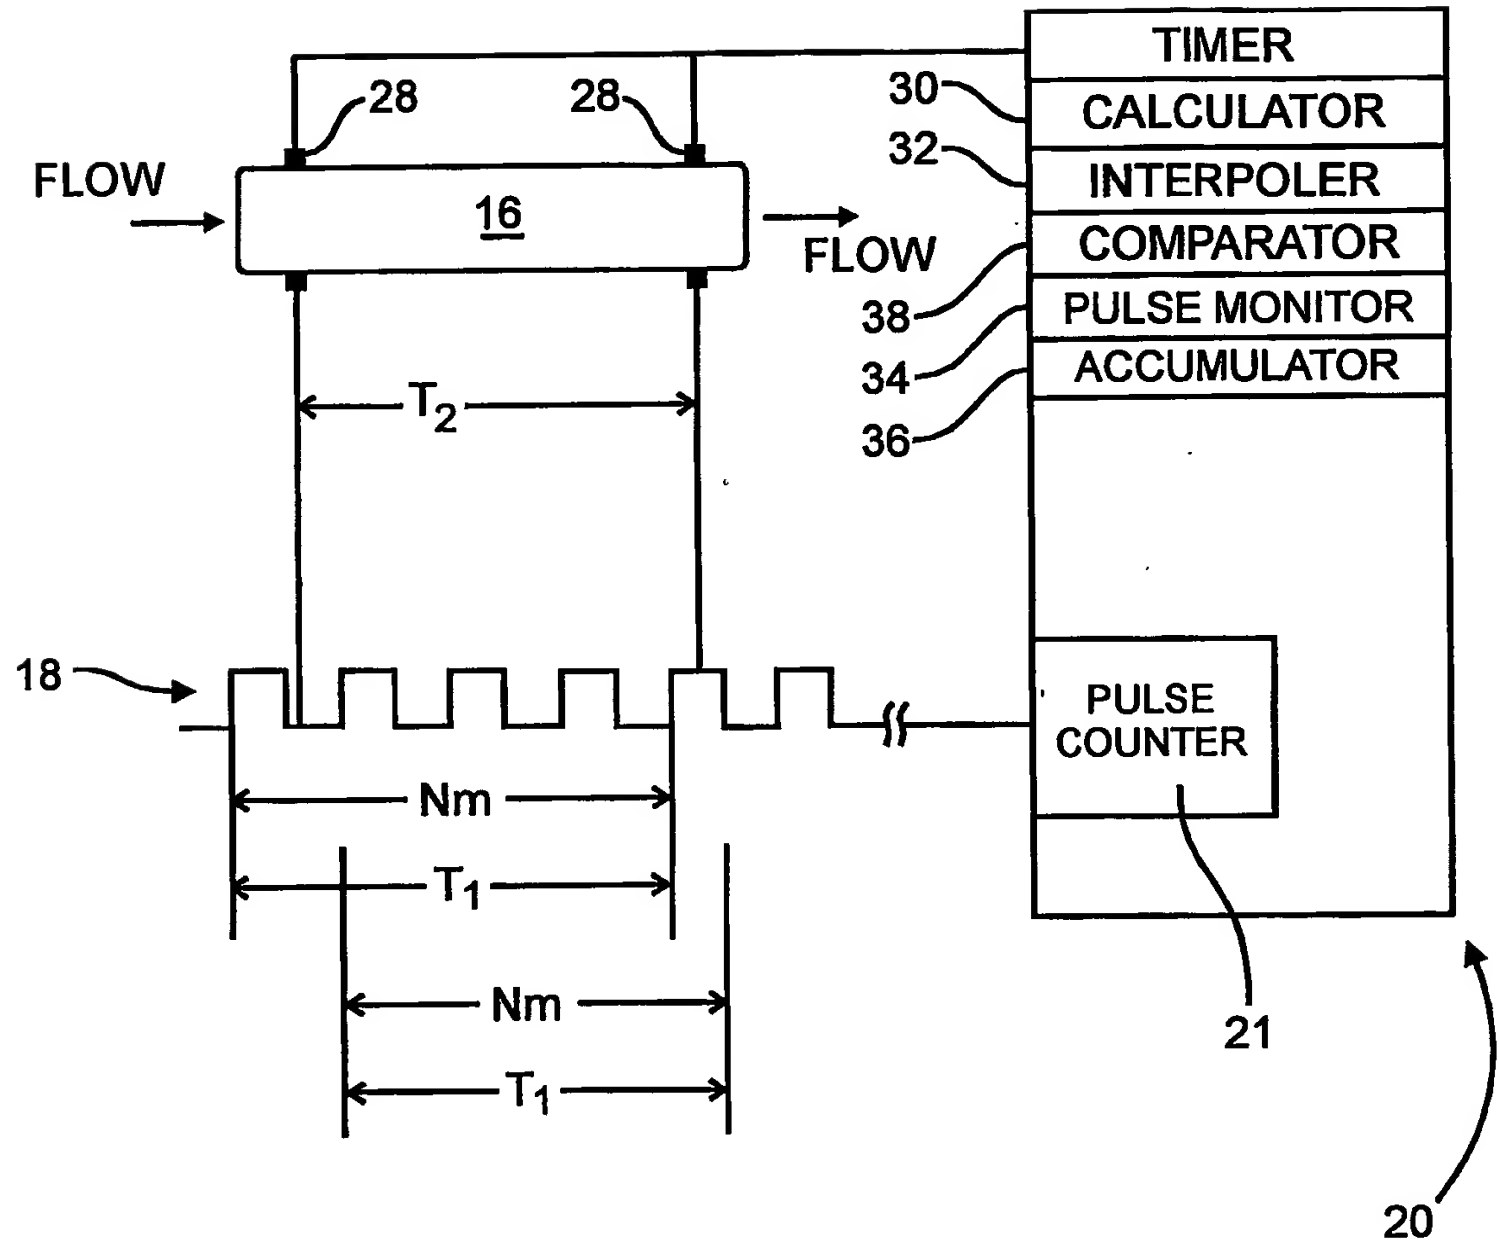 TIMER
28
28
30
CALCULATOR
32
INTERPOLER
FLOW
16
FLOW
COMPARATOR
38
PULSE MONITOR
34
ACCUMULATOR
36
T2
18
PULSE
COUNTER
Nm
T1
Nm
T1
21
20